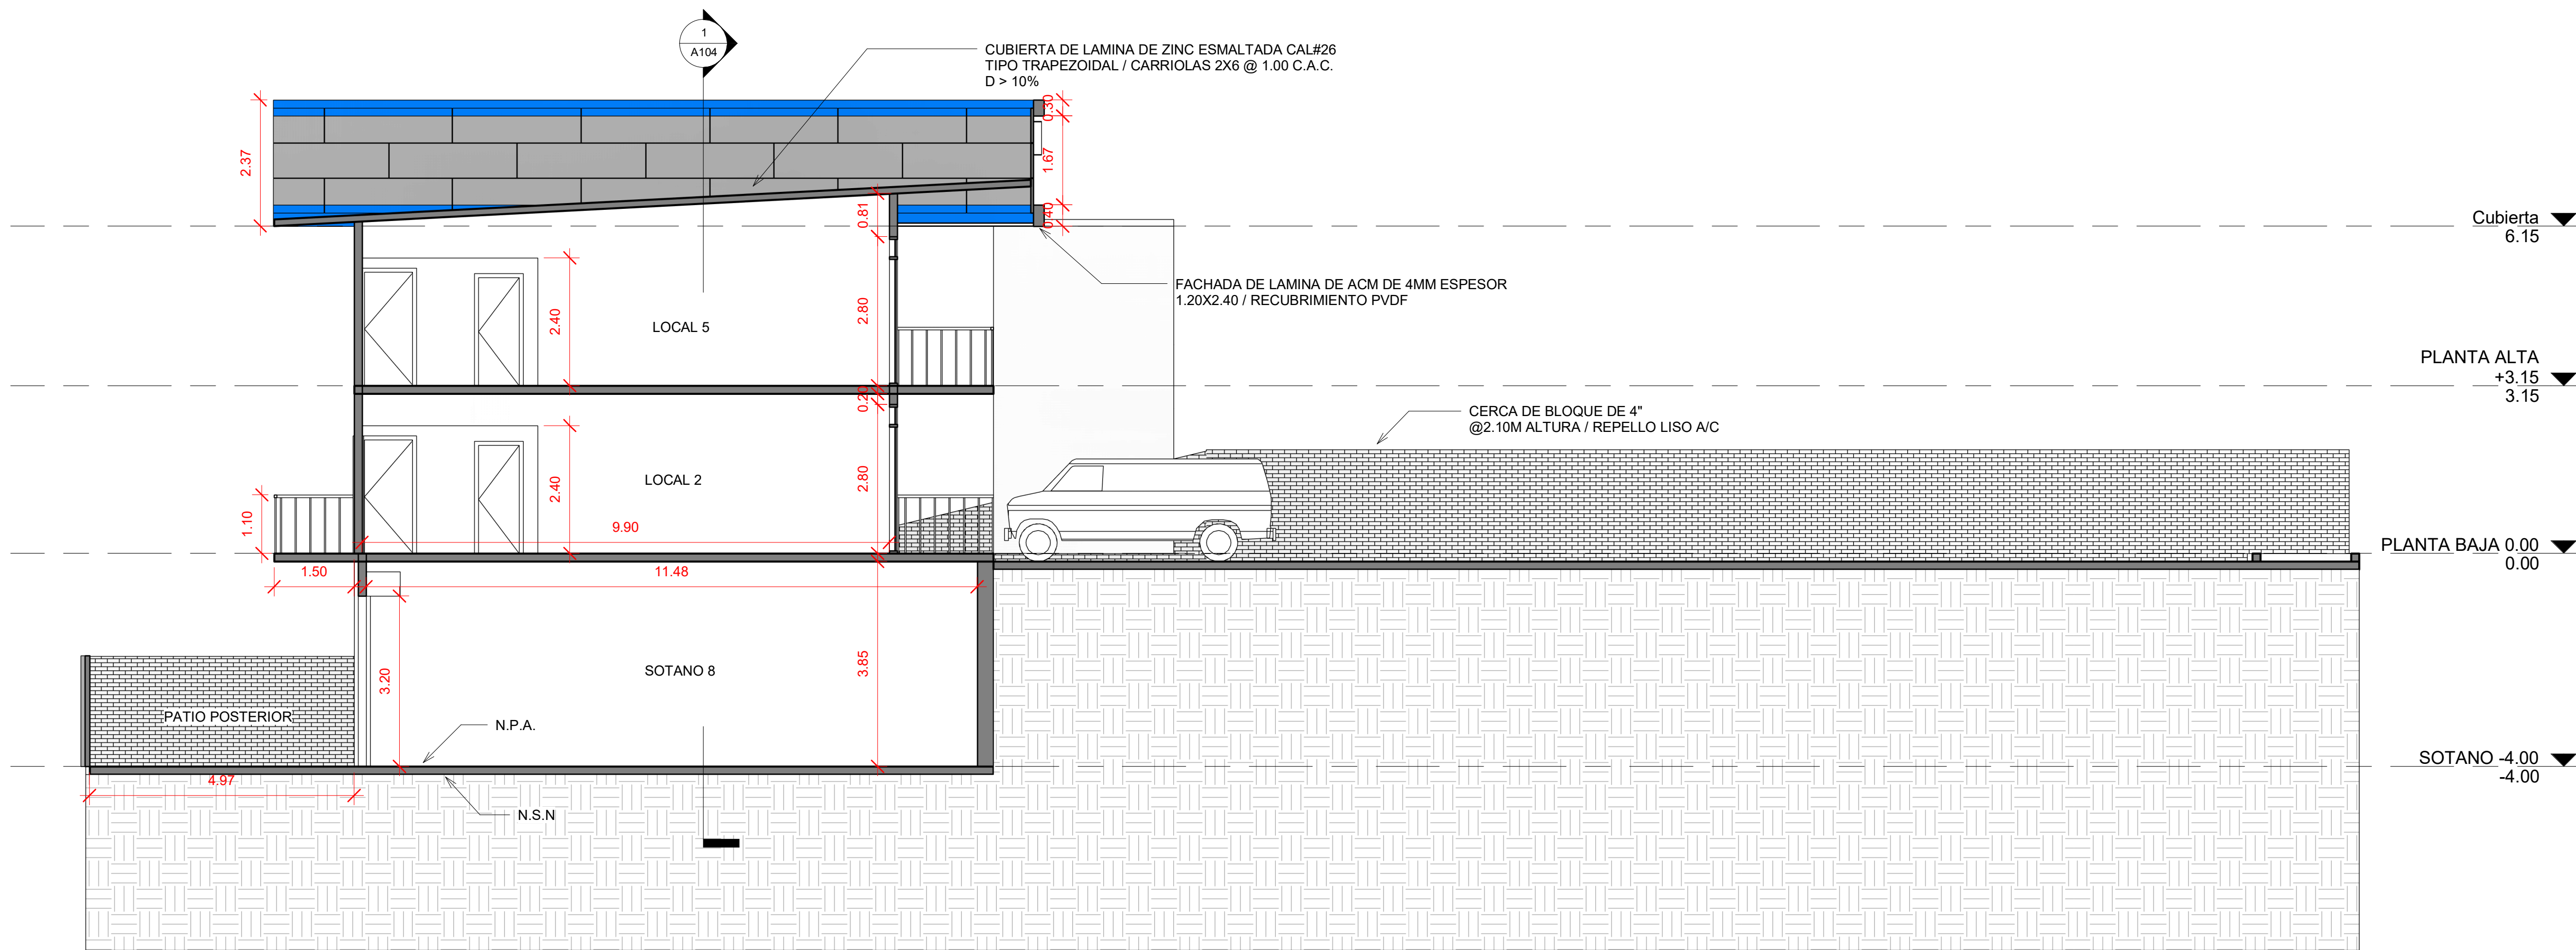 1
A104
CUBIERTA DE LAMINA DE ZINC ESMALTADA CAL#26
TIPO TRAPEZOIDAL / CARRIOLAS 2X6 @ 1.00 C.A.C.
D > 10%
0.30
2.37
1.67
0.81
0.40
Cubierta
6.15
FACHADA DE LAMINA DE ACM DE 4MM ESPESOR
1.20X2.40 / RECUBRIMIENTO PVDF
2.40
LOCAL 5
2.80
PLANTA ALTA
+3.15
3.15
0.20
CERCA DE BLOQUE DE 4"
@2.10M ALTURA / REPELLO LISO A/C
2.40
LOCAL 2
2.80
1.10
9.90
PLANTA BAJA 0.00
0.00
1.50
11.48
3.20
SOTANO 8
3.85
PATIO POSTERIOR
N.P.A.
SOTANO -4.00
-4.00
4.97
N.S.N